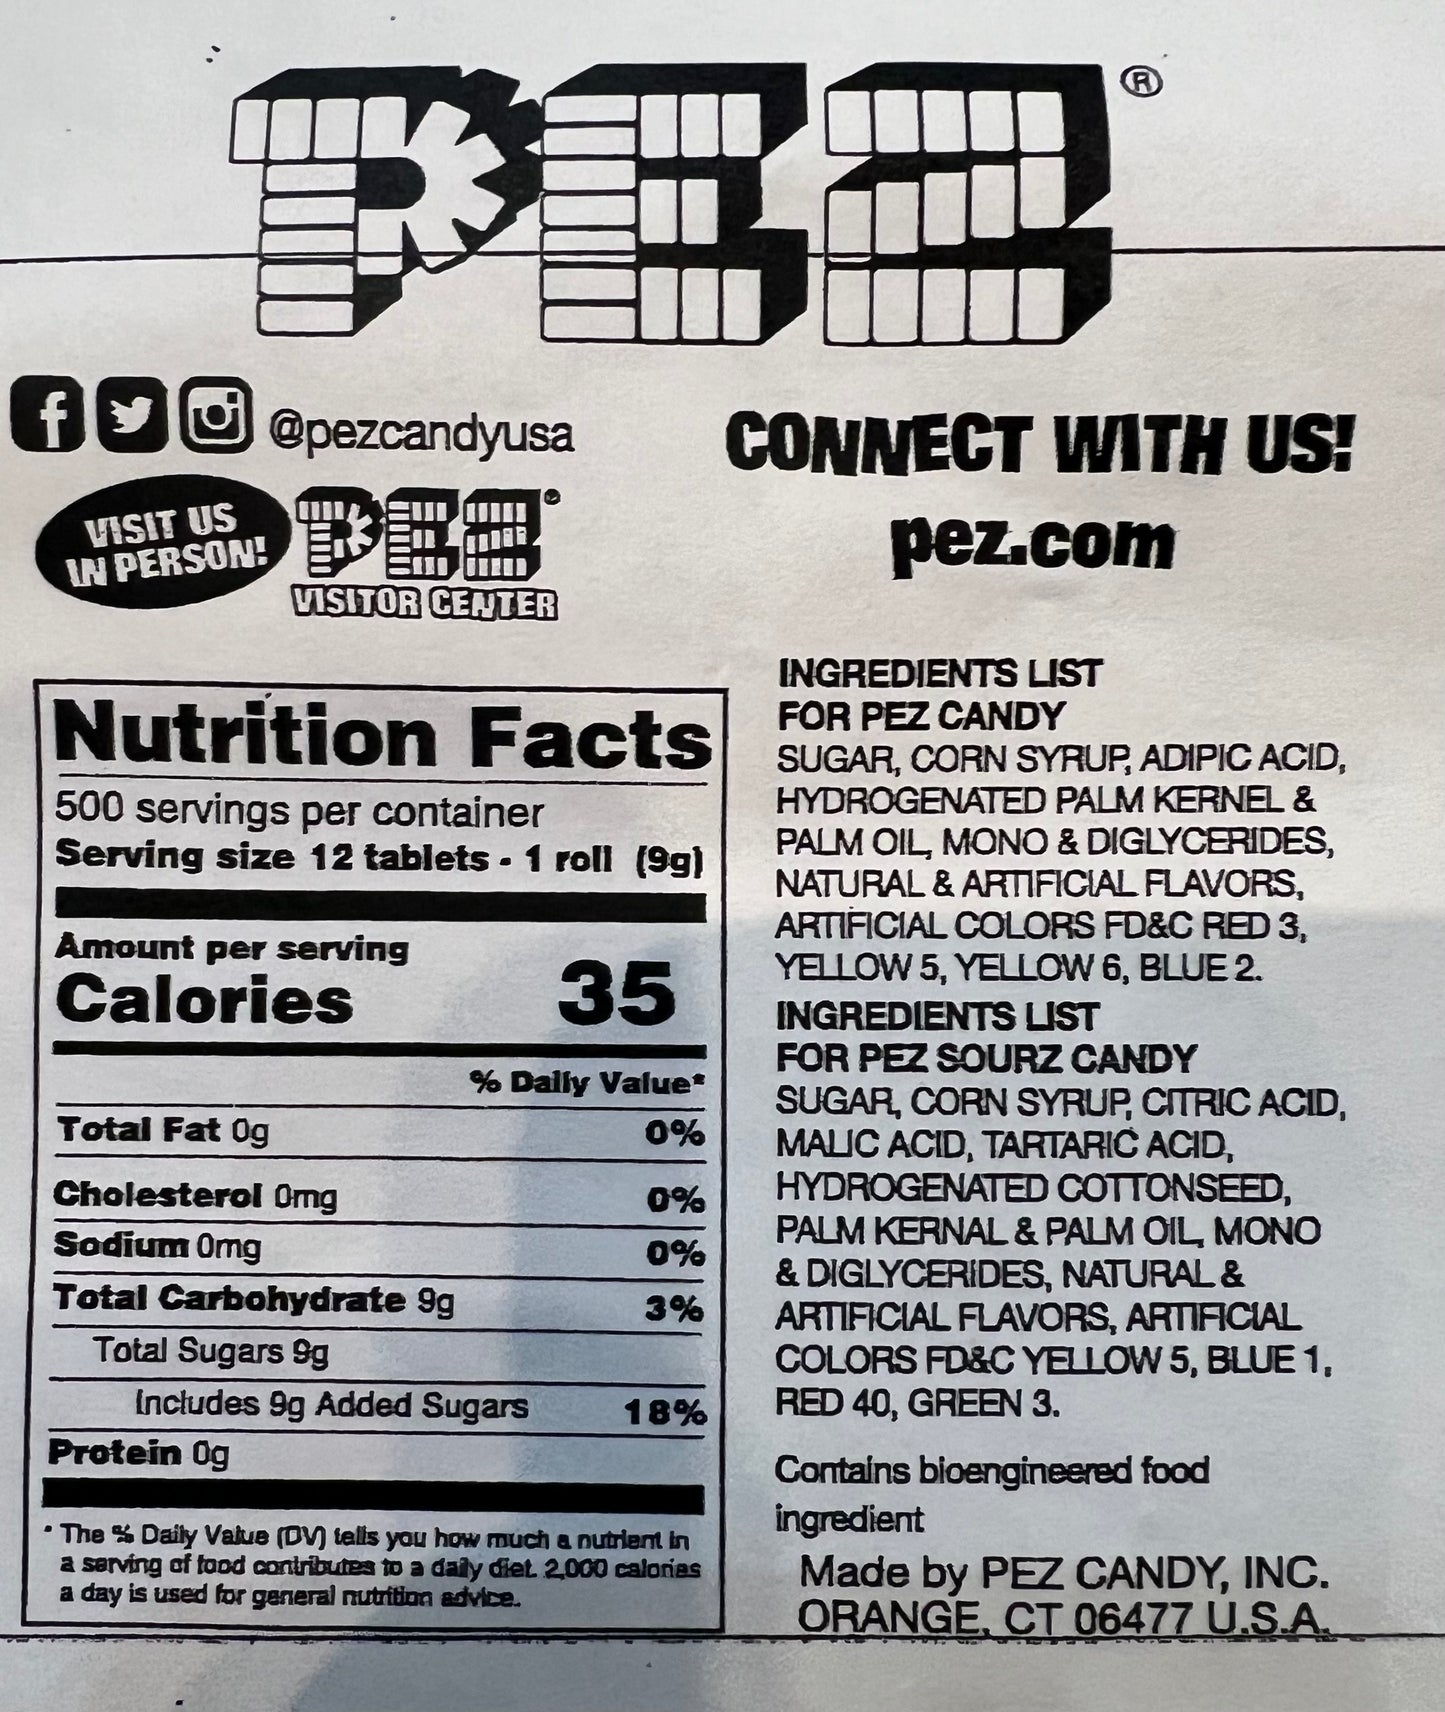 PEZ®
@pezcandyusa
CONNECT WITH US!
pez.com
VISIT US
IN PERSON!
PEZ
VISITOR CENTER
Nutrition Facts
500 servings per container
Serving size 12 tablets - 1 roll (9g)
Amount per serving
Calories 35
% Daily Value*
Total Fat 0g 0%
Cholesterol 0mg 0%
Sodium 0mg 0%
Total Carbohydrate 9g 3%
Total Sugars 9g
Includes 9g Added Sugars 18%
Protein 0g
* The % Daily Value (DV) tells you how much a nutrient in
a serving of food contributes to a daily diet. 2,000 calories
a day is used for general nutrition advice.
INGREDIENTS LIST
FOR PEZ CANDY
SUGAR, CORN SYRUP, ADIPIC ACID,
HYDROGENATED PALM KERNEL &
PALM OIL, MONO & DIGLYCERIDES,
NATURAL & ARTIFICIAL FLAVORS,
ARTIFICIAL COLORS FD&C RED 3,
YELLOW 5, YELLOW 6, BLUE 2.
INGREDIENTS LIST
FOR PEZ SOURZ CANDY
SUGAR, CORN SYRUP, CITRIC ACID,
MALIC ACID, TARTARIC ACID,
HYDROGENATED COTTONSEED,
PALM KERNAL & PALM OIL, MONO
& DIGLYCERIDES, NATURAL &
ARTIFICIAL FLAVORS, ARTIFICIAL
COLORS FD&C YELLOW 5, BLUE 1,
RED 40, GREEN 3.
Contains bioengineered food
ingredient
Made by PEZ CANDY, INC.
ORANGE, CT 06477 U.S.A.